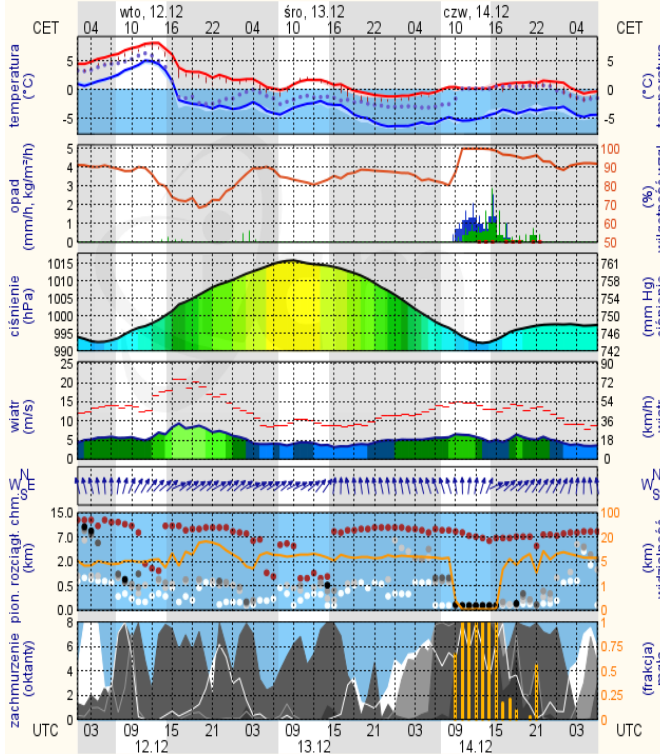 wto, 12.12 śro, 13.12 czw, 14.12
CET 04 10 16 22 04 10 16 22 04 10 16 22 04 CET
temperatura
(°C)
5
0
-5
5
0
-5
(°C)
temperatura
opad
(mm/h, kg/m²/h)
5
4
3
2
1
0
100
90
80
70
60
50
(%)
ciśnienie
(hPa)
1015
1010
1005
1000
995
990
761
758
754
750
746
742
(mm Hg)
wiatr
(m/s)
25
20
15
10
5
0
90
72
54
36
18
0
(km/h)
N
W E
S
N
W
S
pion. rozciągł. chm.
(km)
15.0
7.0
2.0
0.5
0.0
100
20
5
1
0
(km)
zachmurzenie
(oktanty)
8
6
4
2
0
1
0.75
0.5
0.25
0
(frakcja)
UTC 03 09 15 21 03 09 15 21 03 09 15 21 03 UTC
12.12 13.12 14.12